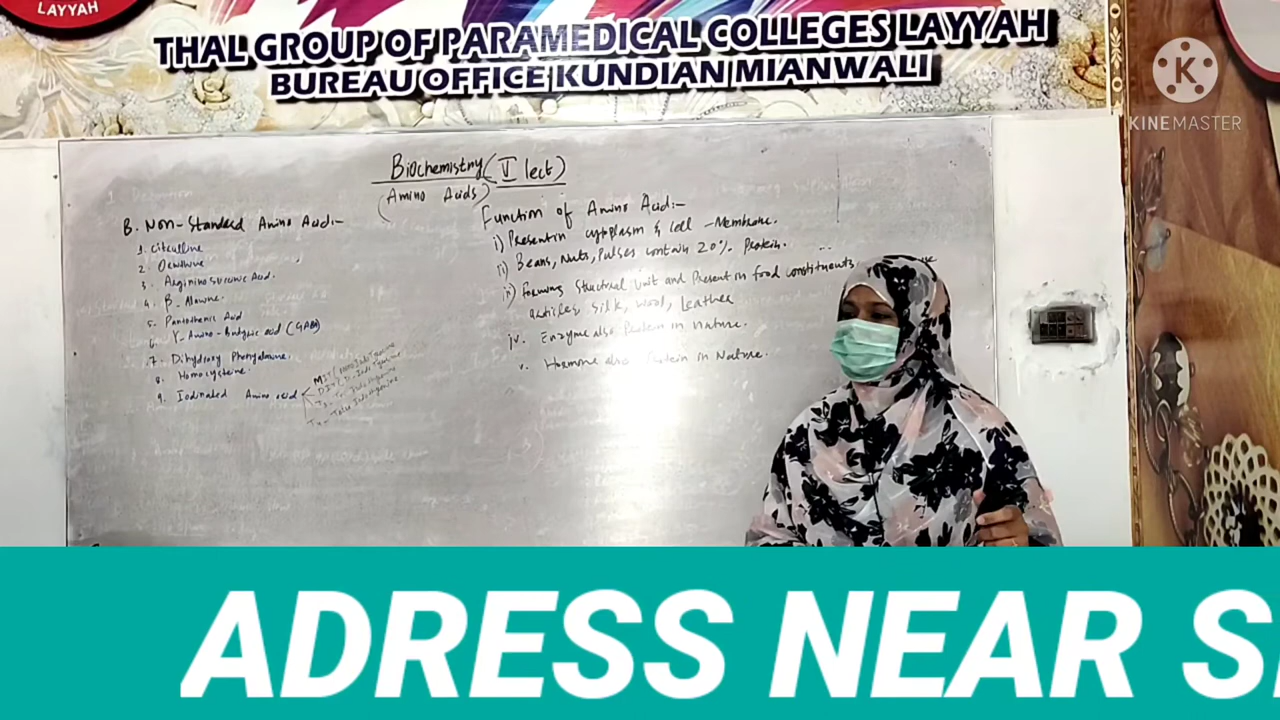 LAYYAH
THAL GROUP OF PARAMEDICAL COLLEGES LAYYAH
BUREAU OFFICE KUNDIAN MIANWALI
KINEMASTER
Biochemistry (V lect)
(Amino Acids)
B. Non-Standard Amino Acid:-
1. Citrulline
2. Ornithine
3. Arginino succinic Acid.
4. β-Alanine.
5. Pantothenic Acid
6. γ-Amino-Butyric acid (GABA)
7. Dihydroxy Phenylalanine.
8. Homocysteine.
9. Iodinated Amino acid
Function of Amino Acid:-
i) Present in cytoplasm & Cell-Membrane.
ii) Beans, Nuts, Pulses contain 20% Protein.
iii) Forming Structural Unit and Present in food constituents,
articles, silk, wool, Leather
iv. Enzyme also Protein in Nature.
v. Hormone also Protein in Nature.
ADRESS NEAR S